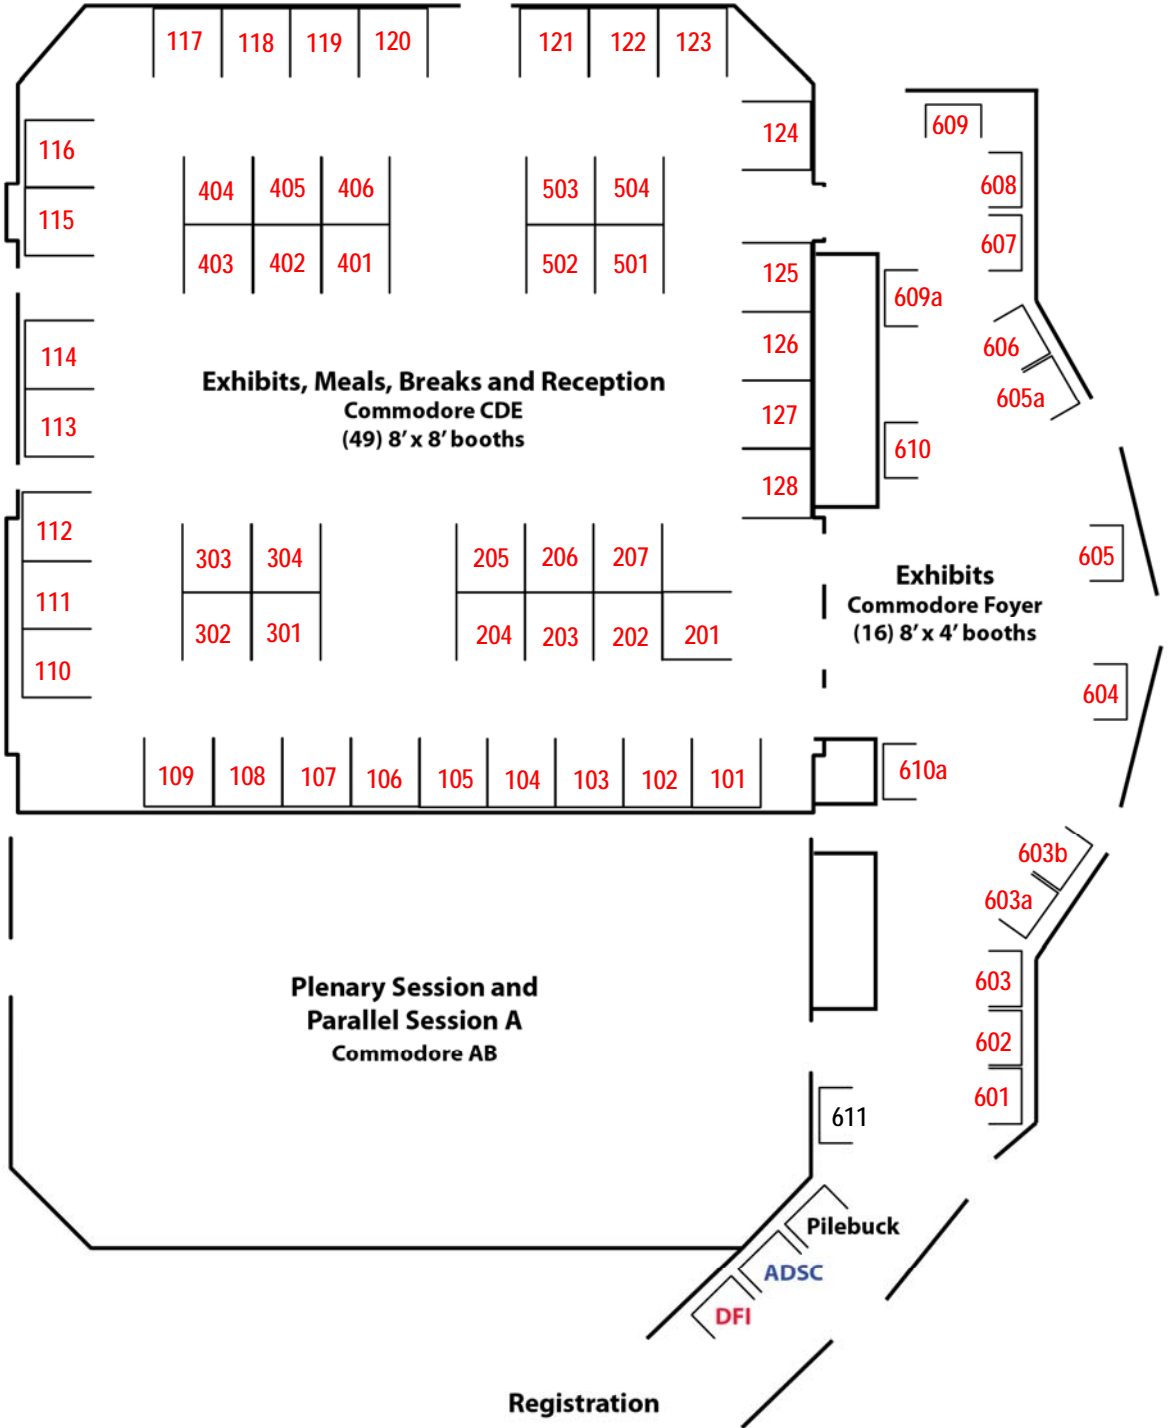 117 118 119 120 121 122 123
124
609
116
608
404 405 406 503 504
115
607
403 402 401 502 501
125
609a
126
606
114
Exhibits, Meals, Breaks and Reception
605a
Commodore CDE
127
113
(49) 8' x 8' booths
610
128
112
303 304 205 206 207
605
Exhibits
111
Commodore Foyer
302 301 204 203 202 201
(16) 8' x 4' booths
110
604
109 108 107 106 105 104 103 102 101
610a
603b
603a
603
Plenary Session and
Parallel Session A
602
Commodore AB
601
611
Pilebuck
ADSC
DFI
Registration